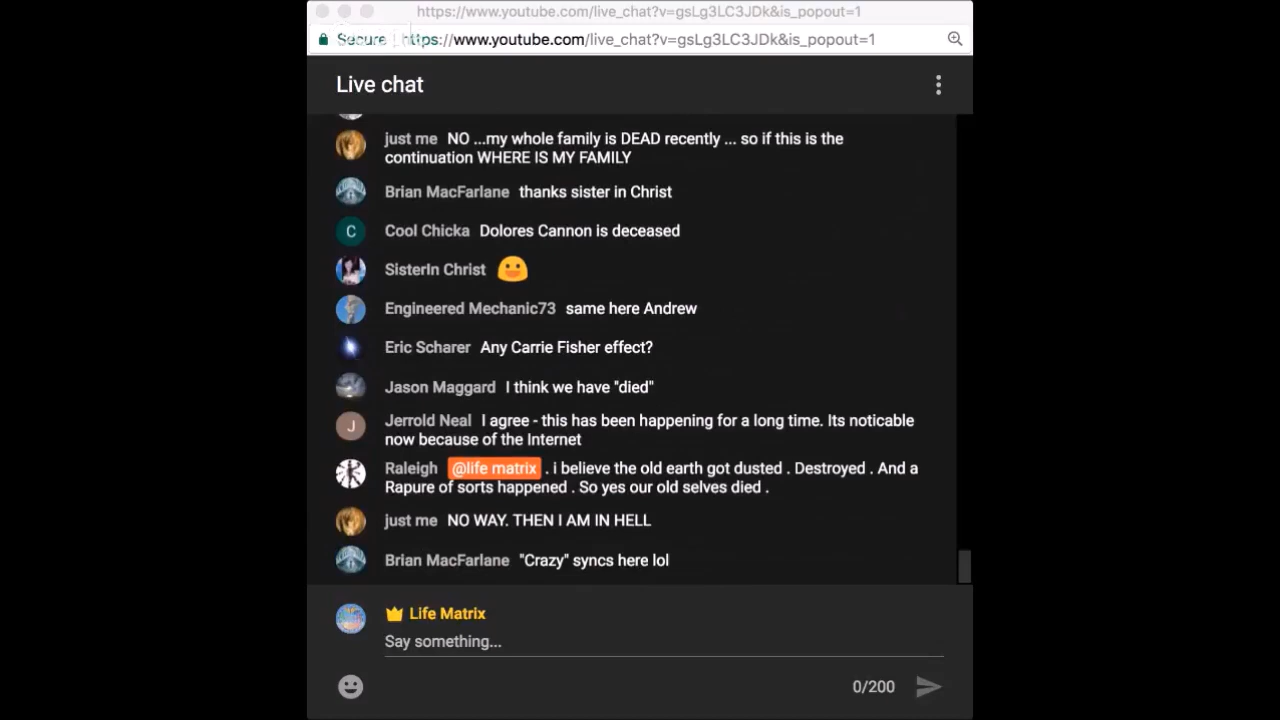 https://www.youtube.com/live_chat?v=gsLg3LC3JDk&is_popout=1
Secure https://www.youtube.com/live_chat?v=gsLg3LC3JDk&is_popout=1
Live chat
just me NO ...my whole family is DEAD recently ... so if this is the
continuation WHERE IS MY FAMILY
Brian MacFarlane thanks sister in Christ
C Cool Chicka Dolores Cannon is deceased
SisterIn Christ
Engineered Mechanic73 same here Andrew
Eric Scharer Any Carrie Fisher effect?
Jason Maggard I think we have "died"
J Jerrold Neal I agree - this has been happening for a long time. Its noticable
now because of the Internet
Raleigh @life matrix . i believe the old earth got dusted . Destroyed . And a
Rapure of sorts happened . So yes our old selves died .
just me NO WAY. THEN I AM IN HELL
Brian MacFarlane "Crazy" syncs here lol
Life Matrix
Say something...
0/200